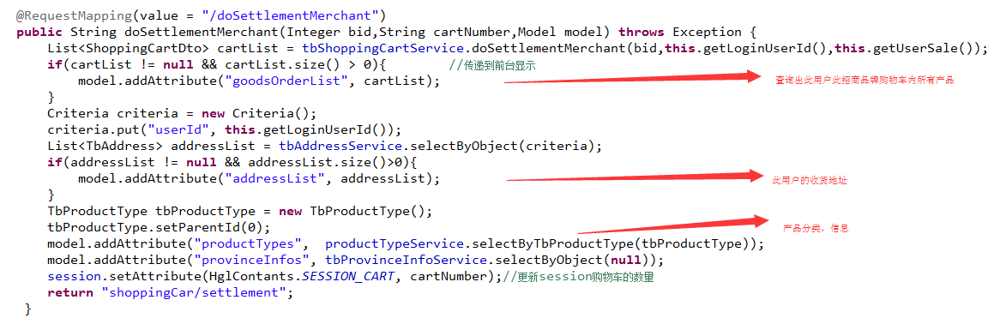 @RequestMapping(value = "/doSettlementMerchant")
public String doSettlementMerchant(Integer bid,String cartNumber,Model model) throws Exception {
List<ShoppingCartDto> cartList = tbShoppingCartService.doSettlementMerchant(bid,this.getLoginUserId(),this.getUserSale());
if(cartList != null && cartList.size() > 0){ //传递到前台显示
model.addAttribute("goodsOrderList", cartList);
查询出此用户此招商品牌购物车内所有产品
}
Criteria criteria = new Criteria();
criteria.put("userId", this.getLoginUserId());
List<TbAddress> addressList = tbAddressService.selectByObject(criteria);
if(addressList != null && addressList.size()>0){
model.addAttribute("addressList", addressList);
此用户的收货地址
}
TbProductType tbProductType = new TbProductType();
tbProductType.setParentId(0);
产品分类，信息
model.addAttribute("productTypes", productTypeService.selectByTbProductType(tbProductType));
model.addAttribute("provinceInfos", tbProvinceInfoService.selectByObject(null));
session.setAttribute(HglContants.SESSION_CART, cartNumber);//更新session购物车的数量
return "shoppingCar/settlement";
}